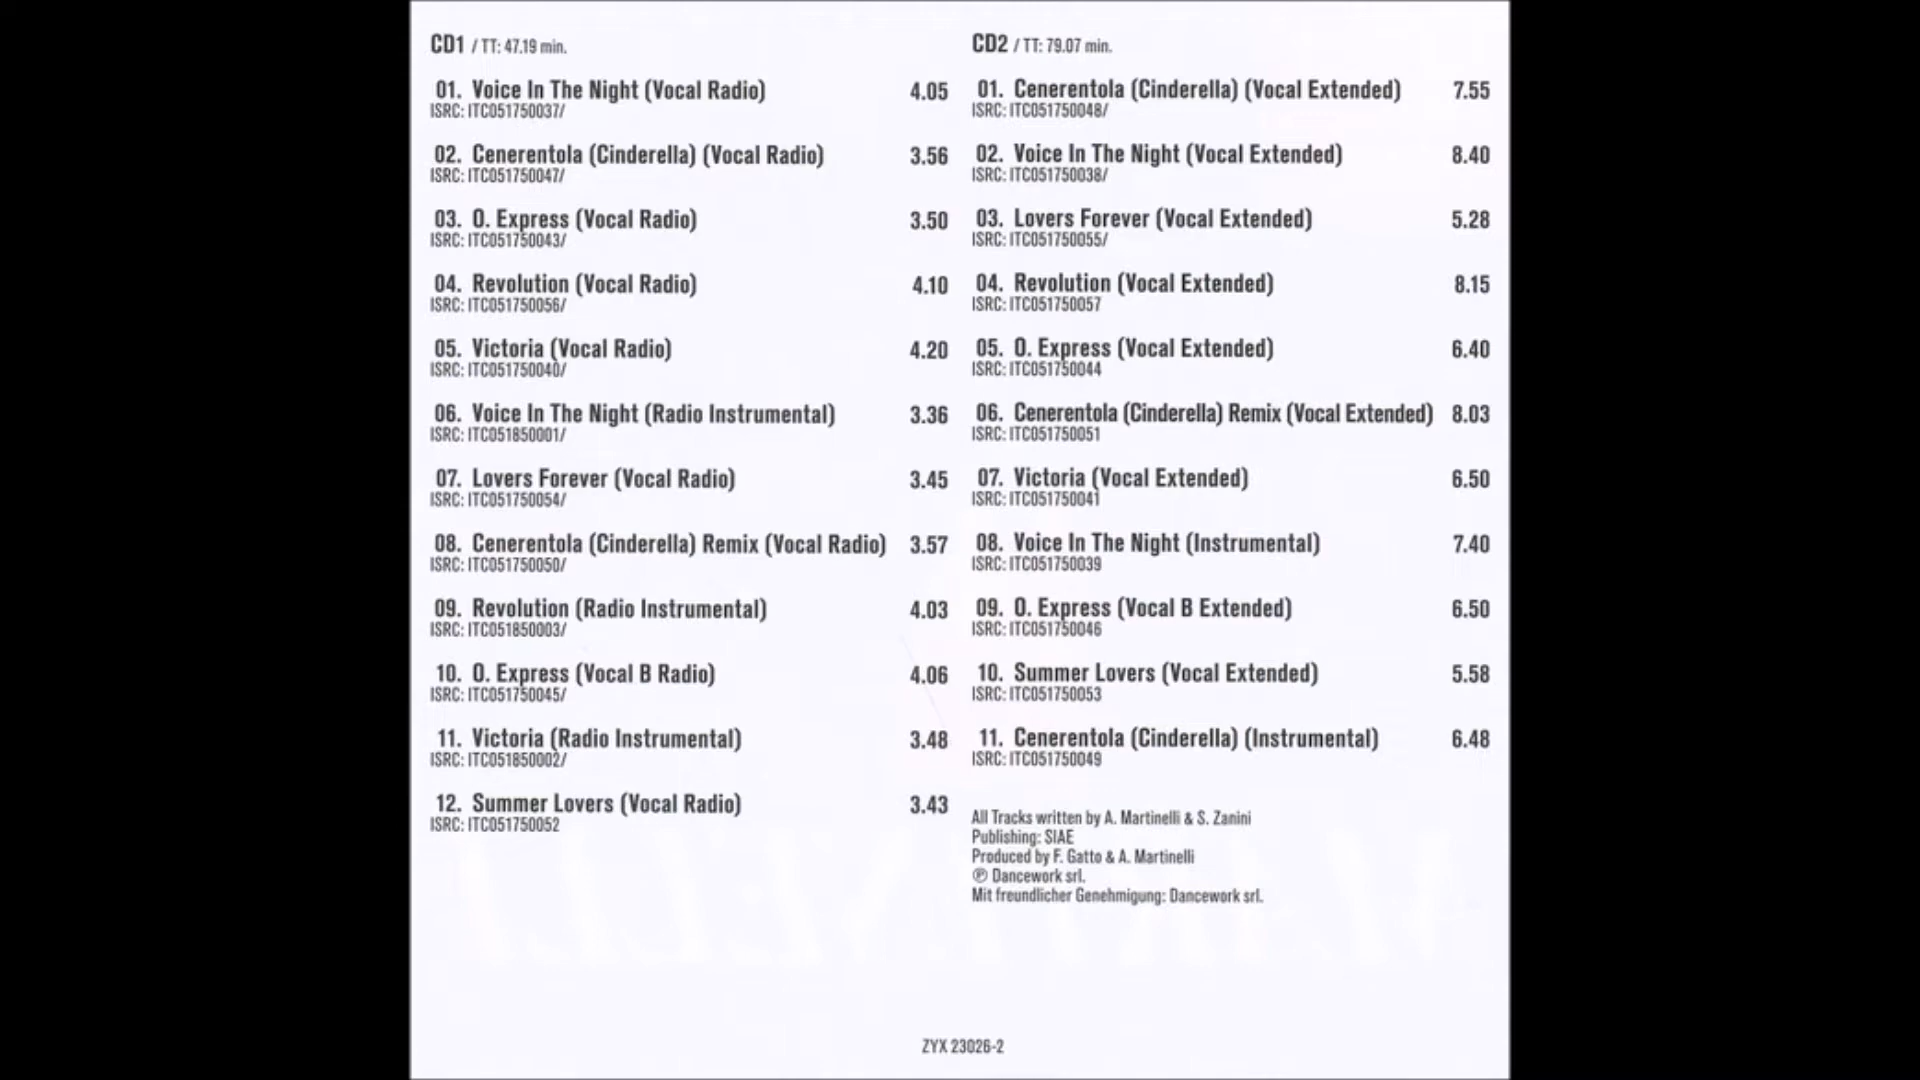 CD1 / TT: 47.19 min.
01. Voice In The Night (Vocal Radio) 4.05
ISRC: ITC051750037/
02. Cenerentola (Cinderella) (Vocal Radio) 3.56
ISRC: ITC051750047/
03. O. Express (Vocal Radio) 3.50
ISRC: ITC051750043/
04. Revolution (Vocal Radio) 4.10
ISRC: ITC051750056/
05. Victoria (Vocal Radio) 4.20
ISRC: ITC051750040/
06. Voice In The Night (Radio Instrumental) 3.36
ISRC: ITC051850001/
07. Lovers Forever (Vocal Radio) 3.45
ISRC: ITC051750054/
08. Cenerentola (Cinderella) Remix (Vocal Radio) 3.57
ISRC: ITC051750050/
09. Revolution (Radio Instrumental) 4.03
ISRC: ITC051850003/
10. O. Express (Vocal B Radio) 4.06
ISRC: ITC051750045/
11. Victoria (Radio Instrumental) 3.48
ISRC: ITC051850002/
12. Summer Lovers (Vocal Radio) 3.43
ISRC: ITC051750052
CD2 / TT: 79.07 min.
01. Cenerentola (Cinderella) (Vocal Extended) 7.55
ISRC: ITC051750048/
02. Voice In The Night (Vocal Extended) 8.40
ISRC: ITC051750038/
03. Lovers Forever (Vocal Extended) 5.28
ISRC: ITC051750055/
04. Revolution (Vocal Extended) 8.15
ISRC: ITC051750057
05. O. Express (Vocal Extended) 6.40
ISRC: ITC051750044
06. Cenerentola (Cinderella) Remix (Vocal Extended) 8.03
ISRC: ITC051750051
07. Victoria (Vocal Extended) 6.50
ISRC: ITC051750041
08. Voice In The Night (Instrumental) 7.40
ISRC: ITC051750039
09. O. Express (Vocal B Extended) 6.50
ISRC: ITC051750046
10. Summer Lovers (Vocal Extended) 5.58
ISRC: ITC051750053
11. Cenerentola (Cinderella) (Instrumental) 6.48
ISRC: ITC051750049
All Tracks written by A. Martinelli & S. Zanini
Publishing: SIAE
Produced by F. Gatto & A. Martinelli
℗ Dancework srl.
Mit freundlicher Genehmigung: Dancework srl.
ZYX 23026-2